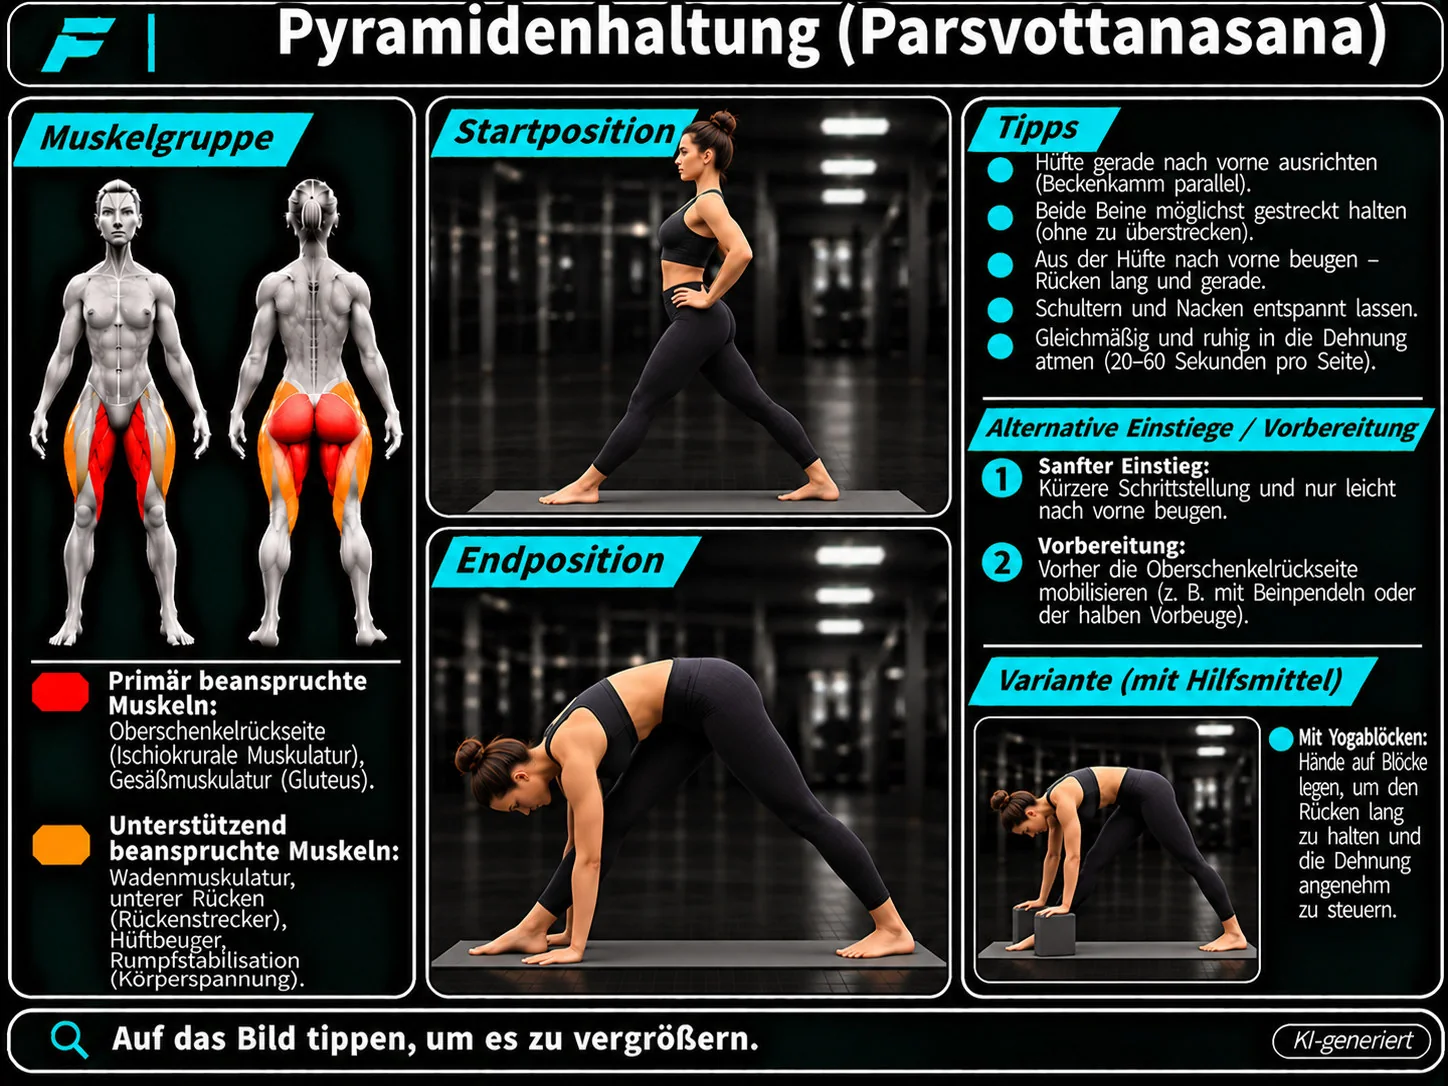 Pyramidenhaltung (Parsvottanasana)
Muskelgruppe
Primär beanspruchte
Muskeln:
Oberschenkelrückseite
(Ischiokrurale Muskulatur),
Gesäßmuskulatur (Gluteus).
Unterstützend
beanspruchte Muskeln:
Wadenmuskulatur,
unterer Rücken
(Rückenstrecker),
Hüftbeuger,
Rumpfstabilisation
(Körperspannung).
Startposition
Endposition
Tipps
Hüfte gerade nach vorne ausrichten
(Beckenkamm parallel).
Beide Beine möglichst gestreckt halten
(ohne zu überstrecken).
Aus der Hüfte nach vorne beugen –
Rücken lang und gerade.
Schultern und Nacken entspannt lassen.
Gleichmäßig und ruhig in die Dehnung
atmen (20–60 Sekunden pro Seite).
Alternative Einstiege / Vorbereitung
1 Sanfter Einstieg:
Kürzere Schrittstellung und nur leicht
nach vorne beugen.
2 Vorbereitung:
Vorher die Oberschenkelrückseite
mobilisieren (z. B. mit Beinpendeln oder
der halben Vorbeuge).
Variante (mit Hilfsmittel)
Mit Yogablöcken:
Hände auf Blöcke
legen, um den
Rücken lang
zu halten und
die Dehnung
angenehm
zu steuern.
Auf das Bild tippen, um es zu vergrößern.
KI-generiert